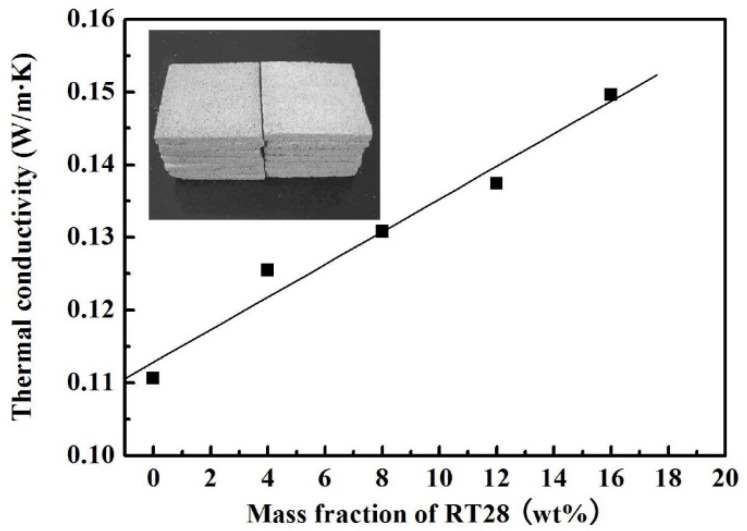 0.16
0.15
0.14
0.13
0.12
0.11
0.10
Thermal conductivity (W/m·K)
0 2 4 6 8 10 12 14 16 18 20
Mass fraction of RT28 (wt%)